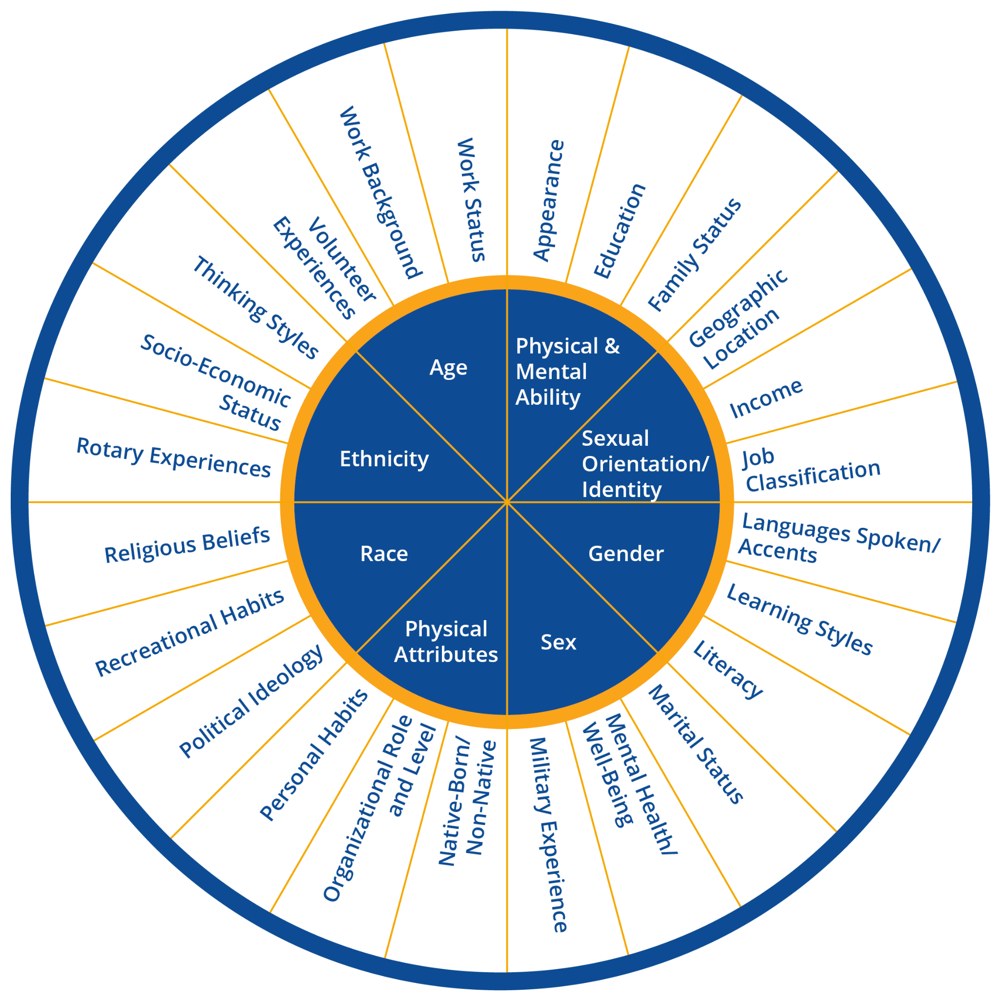 Appearance
Education
Family Status
Geographic
Location
Income
Job
Classification
Languages Spoken/
Accents
Learning Styles
Literacy
Marital Status
Mental Health/
Well-Being
Military Experience
Native-Born/
Non-Native
Organizational Role
and Level
Personal Habits
Political Ideology
Recreational Habits
Religious Beliefs
Rotary Experiences
Socio-Economic
Status
Thinking Styles
Volunteer
Experiences
Work Background
Work Status
Physical &
Mental
Ability
Sexual
Orientation/
Identity
Gender
Sex
Physical
Attributes
Race
Ethnicity
Age